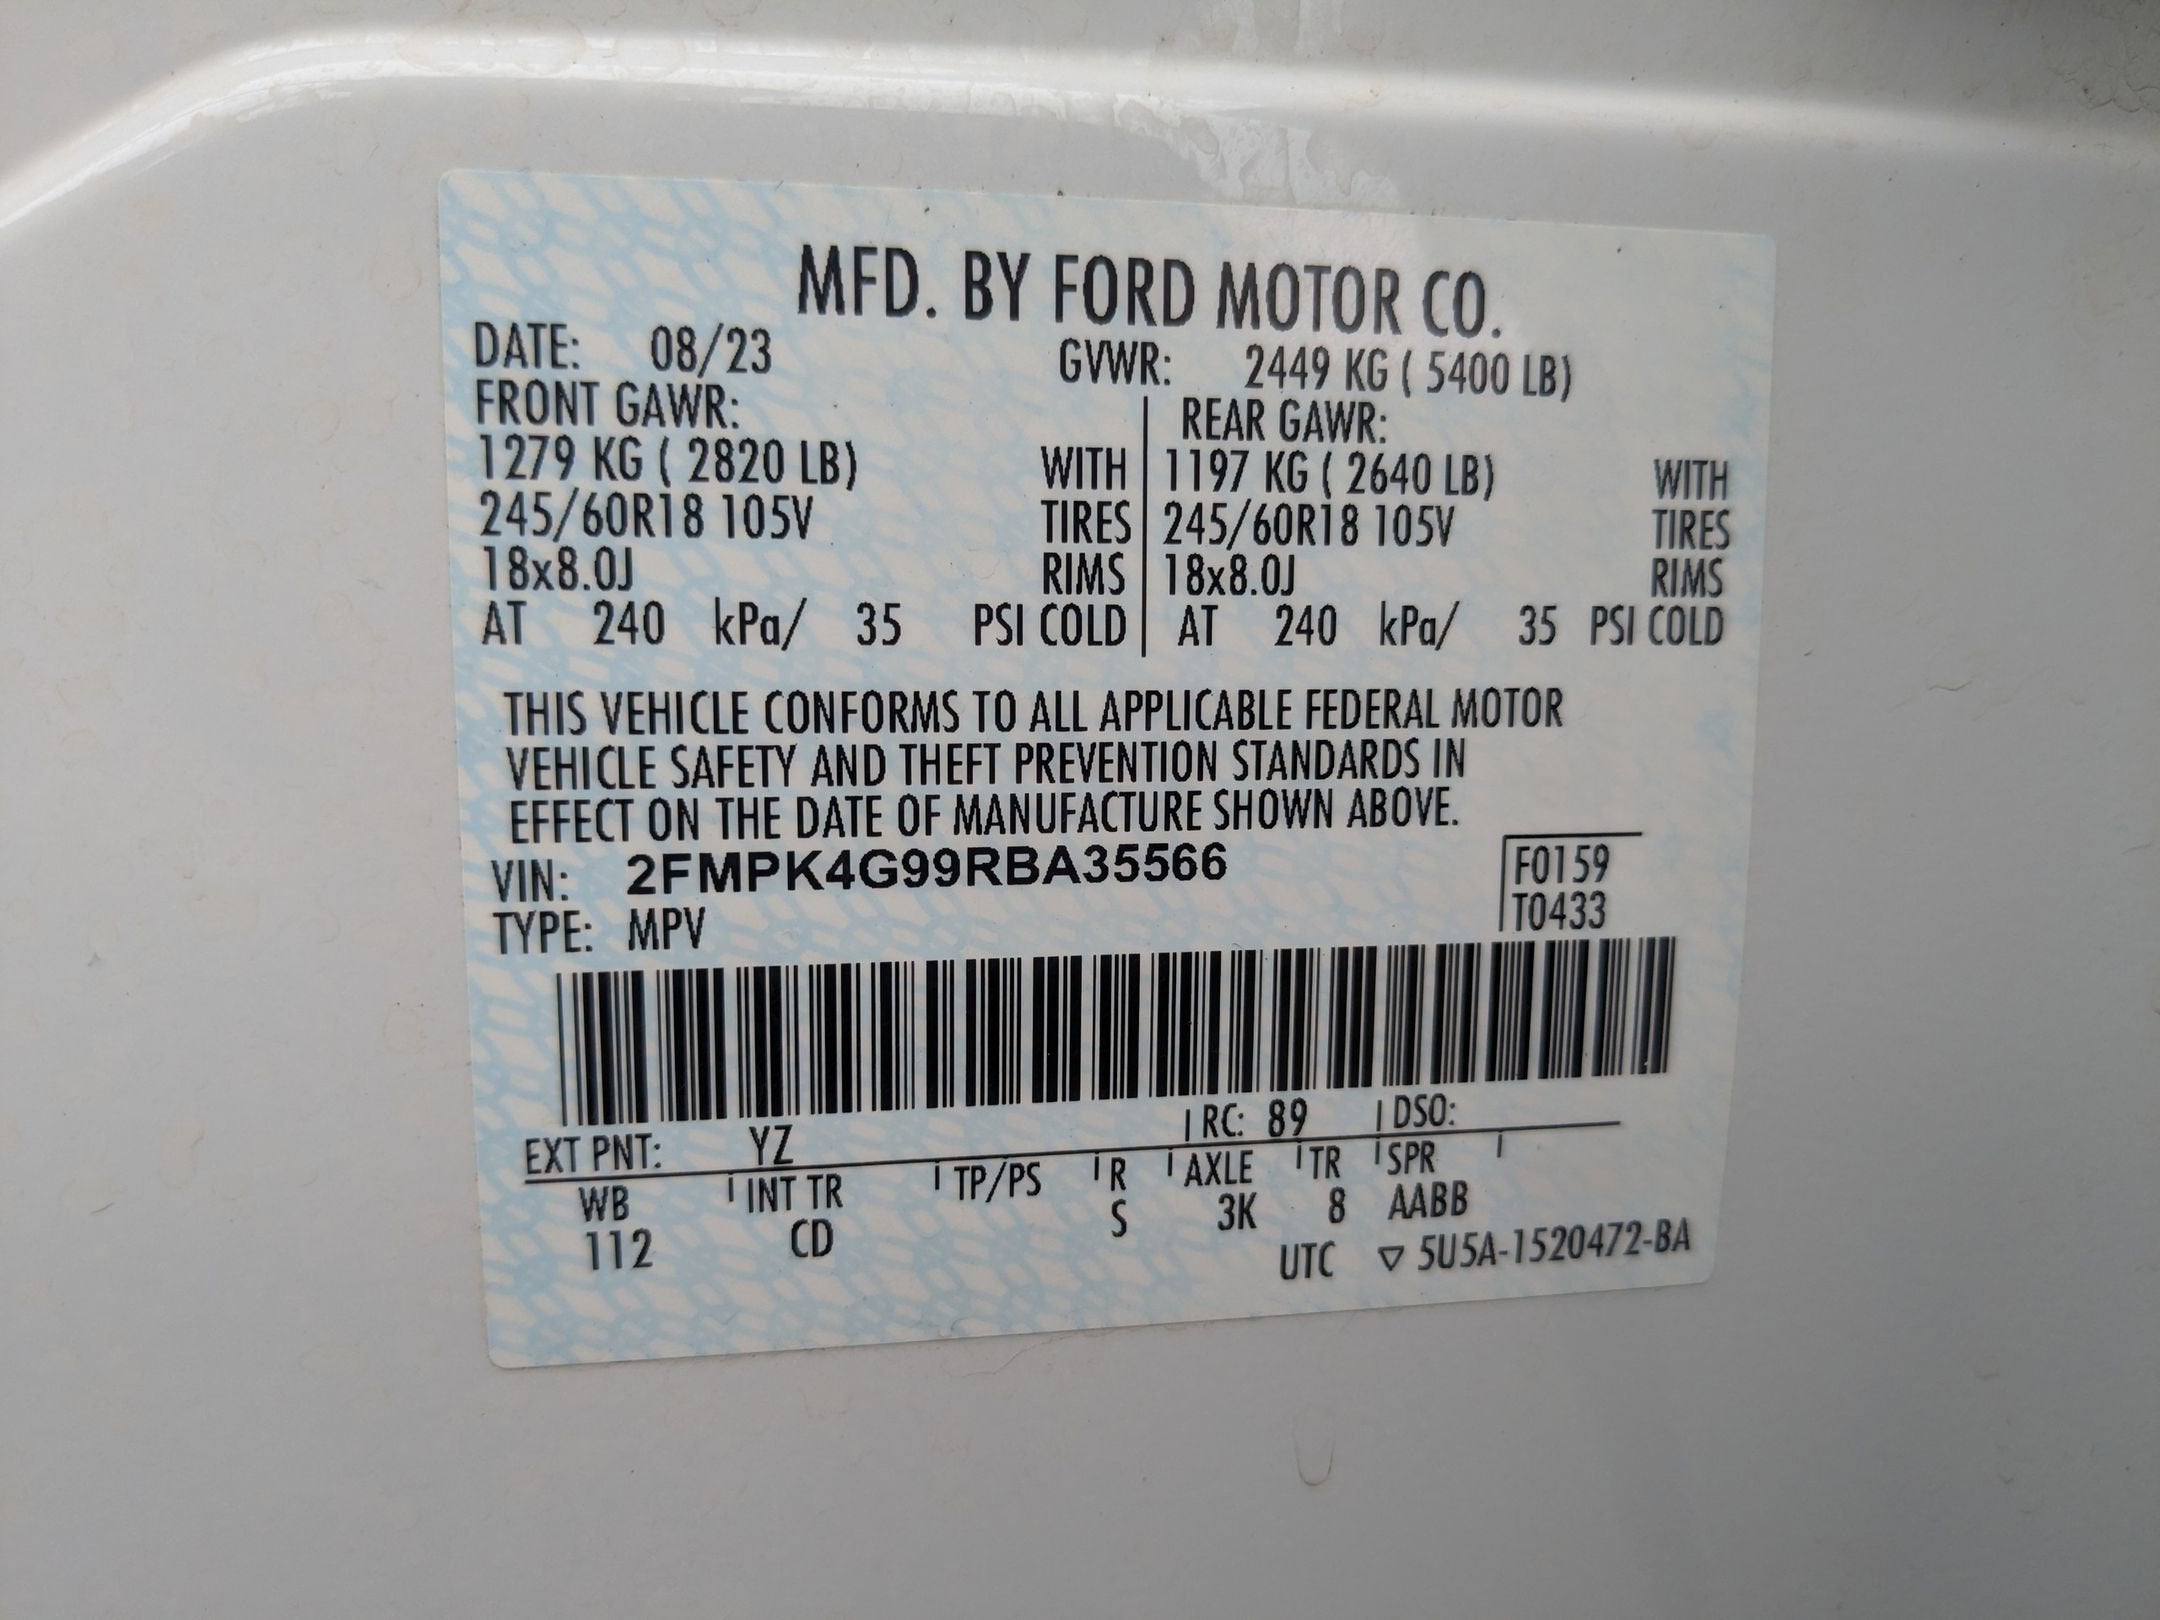 MFD. BY FORD MOTOR CO.
DATE: 08/23 GVWR: 2449 KG ( 5400 LB)
FRONT GAWR: REAR GAWR:
1279 KG ( 2820 LB) WITH 1197 KG ( 2640 LB) WITH
245/60R18 105V TIRES 245/60R18 105V TIRES
18x8.0J RIMS 18x8.0J RIMS
AT 240 kPa/ 35 PSI COLD AT 240 kPa/ 35 PSI COLD
THIS VEHICLE CONFORMS TO ALL APPLICABLE FEDERAL MOTOR
VEHICLE SAFETY AND THEFT PREVENTION STANDARDS IN
EFFECT ON THE DATE OF MANUFACTURE SHOWN ABOVE.
VIN: 2FMPK4G99RBA35566 F0159
TYPE: MPV T0433
EXT PNT: YZ RC: 89 DSO:
WB INT TR TP/PS R AXLE TR SPR
112 CD S 3K 8 AABB
UTC ▽ 5U5A-1520472-BA